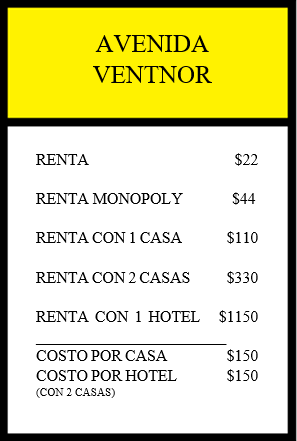 AVENIDA
VENTNOR
RENTA $22
RENTA MONOPOLY $44
RENTA CON 1 CASA $110
RENTA CON 2 CASAS $330
RENTA CON 1 HOTEL $1150
COSTO POR CASA $150
COSTO POR HOTEL $150
(CON 2 CASAS)